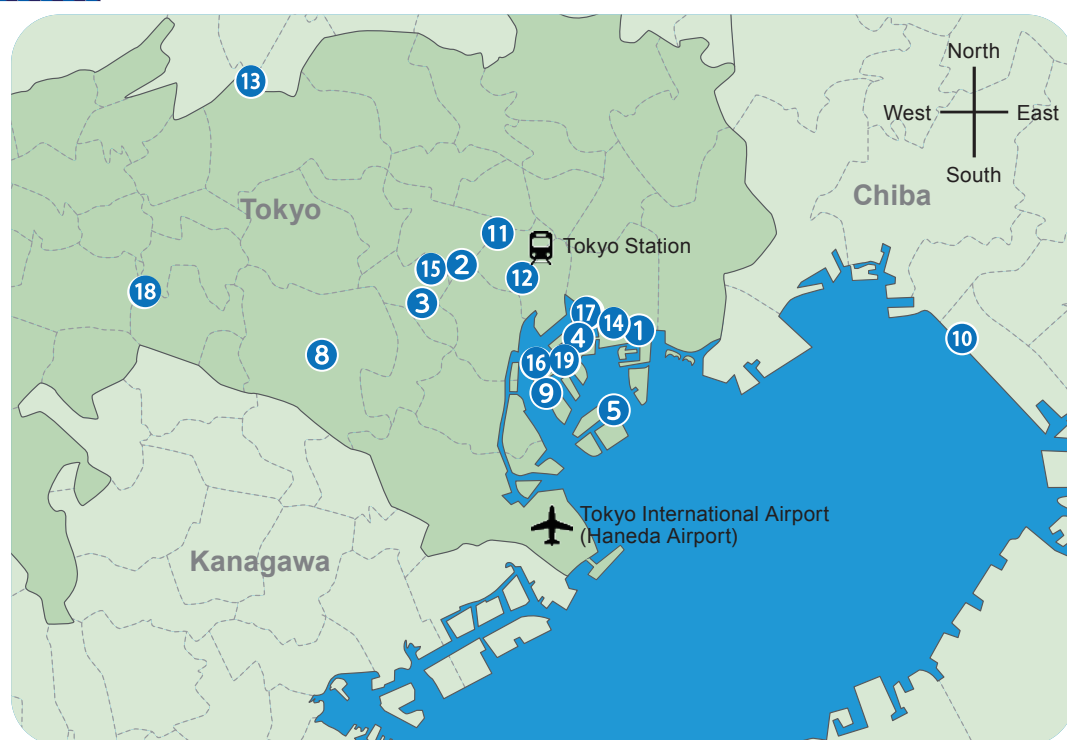 North
West
East
South
13
Chiba
Tokyo
11
Tokyo Station
15
2
12
18
3
17
14
1
4
8
16
19
10
9
5
Tokyo International Airport
(Haneda Airport)
Kanagawa